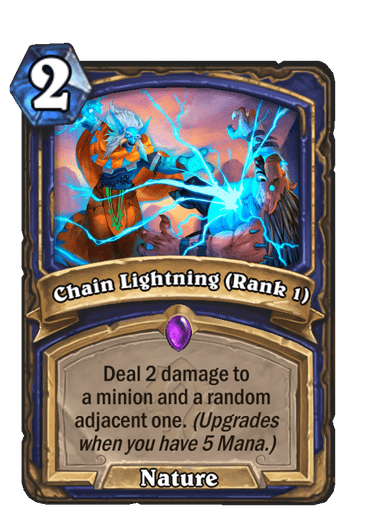 2
Chain Lightning (Rank 1)
Deal 2 damage to
a minion and a random
adjacent one. (Upgrades
when you have 5 Mana.)
Nature